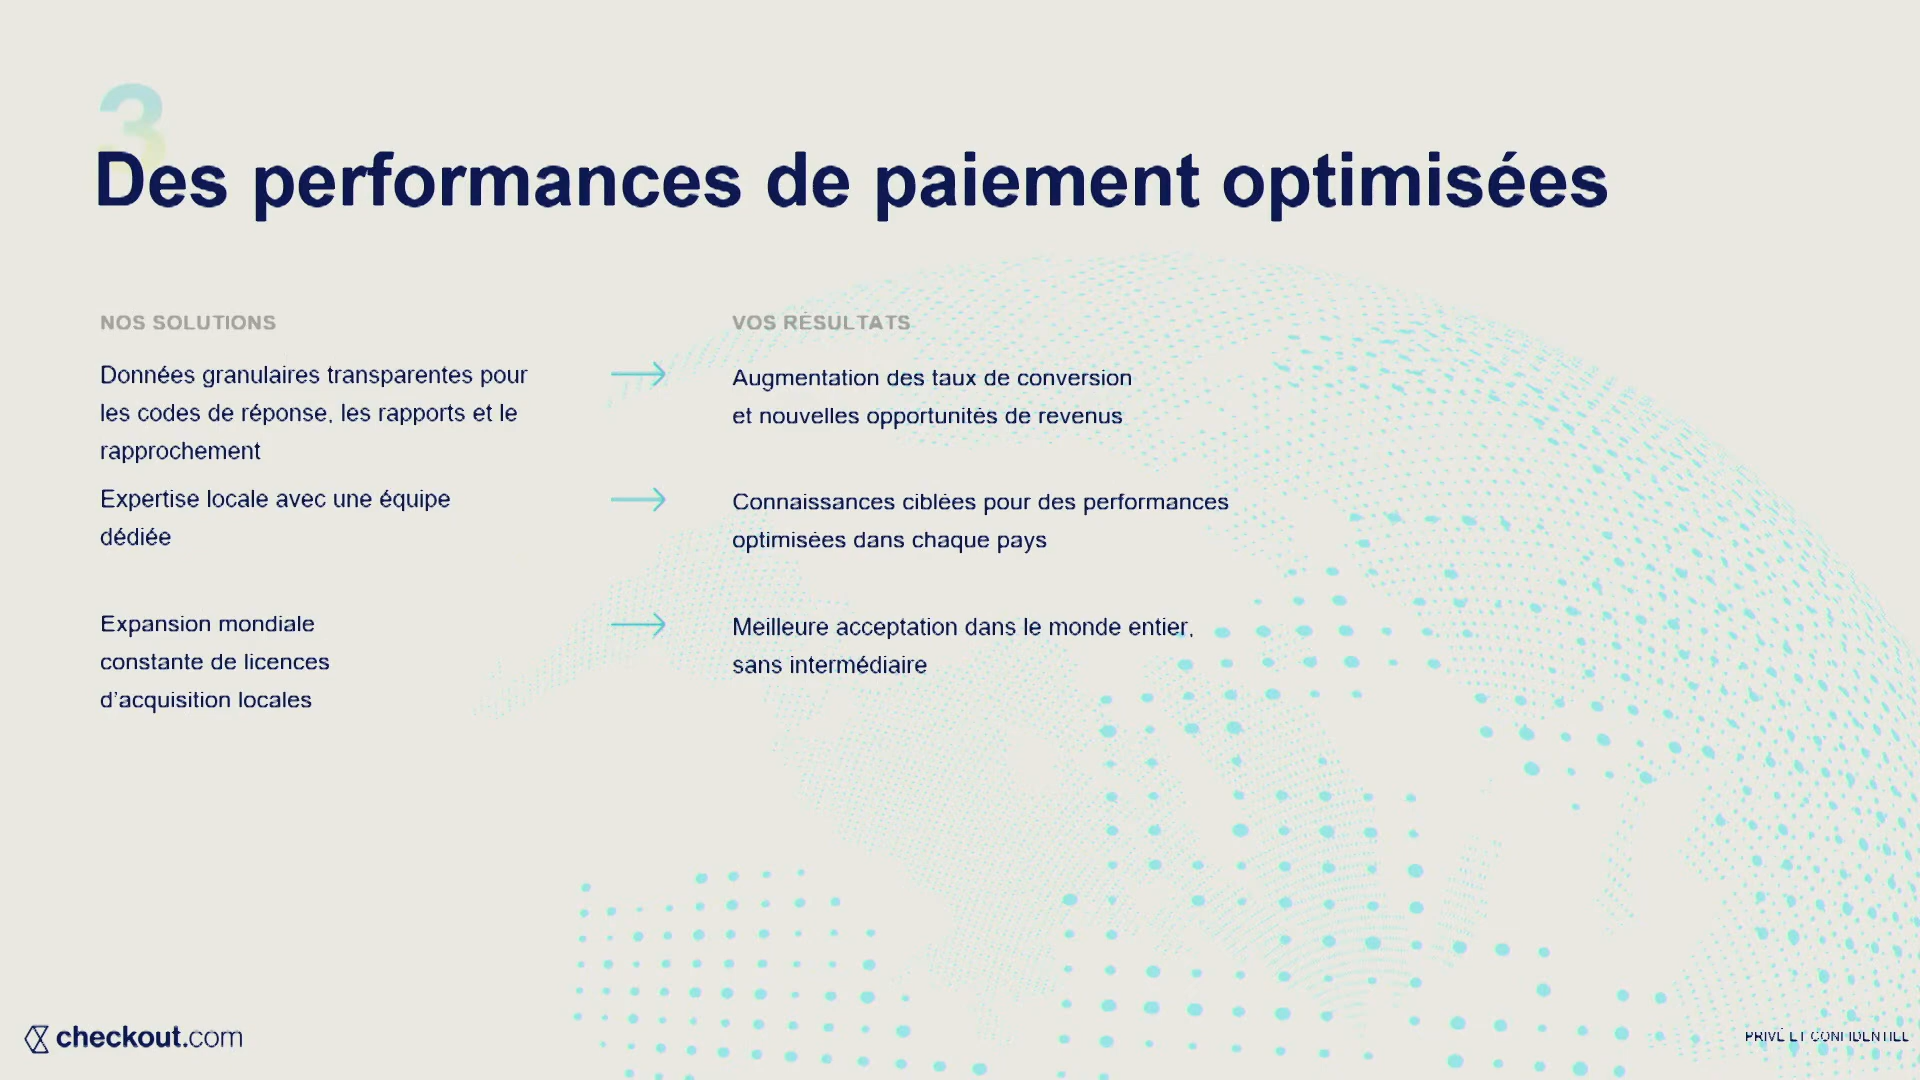 3
Des performances de paiement optimisées
NOS SOLUTIONS
VOS RÉSULTATS
Données granulaires transparentes pour
les codes de réponse, les rapports et le
rapprochement
Augmentation des taux de conversion
et nouvelles opportunités de revenus
Expertise locale avec une équipe
dédiée
Connaissances ciblées pour des performances
optimisées dans chaque pays
Expansion mondiale
constante de licences
d’acquisition locales
Meilleure acceptation dans le monde entier,
sans intermédiaire
checkout.com
PRIVÉ ET CONFIDENTIEL